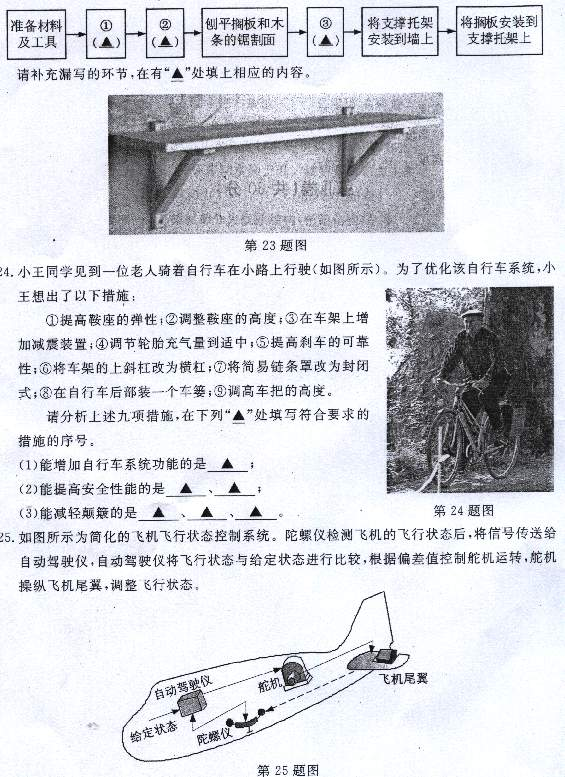 准备材料及工具
①(▲)
②(▲)
刨平搁板和木条的锯割面
③(▲)
将支撑托架安装到墙上
将搁板安装到支撑托架上
请补充漏写的环节,在有“▲”处填上相应的内容。
第 23 题图
24.小王同学见到一位老人骑着自行车在小路上行驶(如图所示)。为了优化该自行车系统,小
王想出了以下措施:
①提高鞍座的弹性;②调整鞍座的高度;③在车架上增
加减震装置;④调节轮胎充气量到适中;⑤提高刹车的可靠
性;⑥将车架的上斜杠改为横杠;⑦将简易链条罩改为封闭
式;⑧在自行车后部装一个车篓;⑨调高车把的高度。
请分析上述九项措施,在下列“▲”处填写符合要求的
措施的序号。
(1)能增加自行车系统功能的是 ▲ ;
(2)能提高安全性能的是 ▲ 、 ▲ ;
(3)能减轻颠簸的是 ▲ 、 ▲ 、 ▲ 。
第 24 题图
25.如图所示为简化的飞机飞行状态控制系统。陀螺仪检测飞机的飞行状态后,将信号传送给
自动驾驶仪,自动驾驶仪将飞行状态与给定状态进行比较,根据偏差值控制舵机运转,舵机
操纵飞机尾翼,调整飞行状态。
自动驾驶仪
舵机
飞机尾翼
给定状态
陀螺仪
第 25 题图